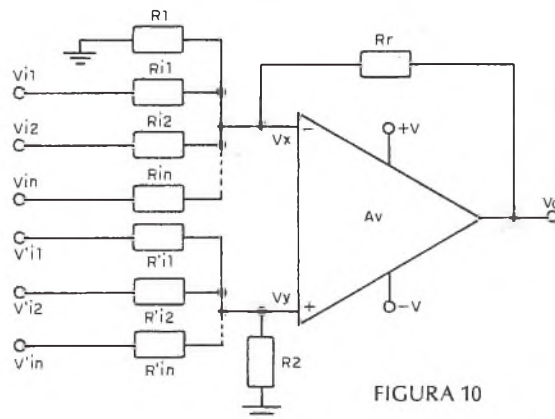 R1
Rr
Vi1
Ri1
Vi2
Ri2
+V
Vx
-
Vin
Rin
Av
Vo
V'i1
R'i1
Vy
+
V'i2
R'i2
-V
R2
V'in
R'in
FIGURA 10